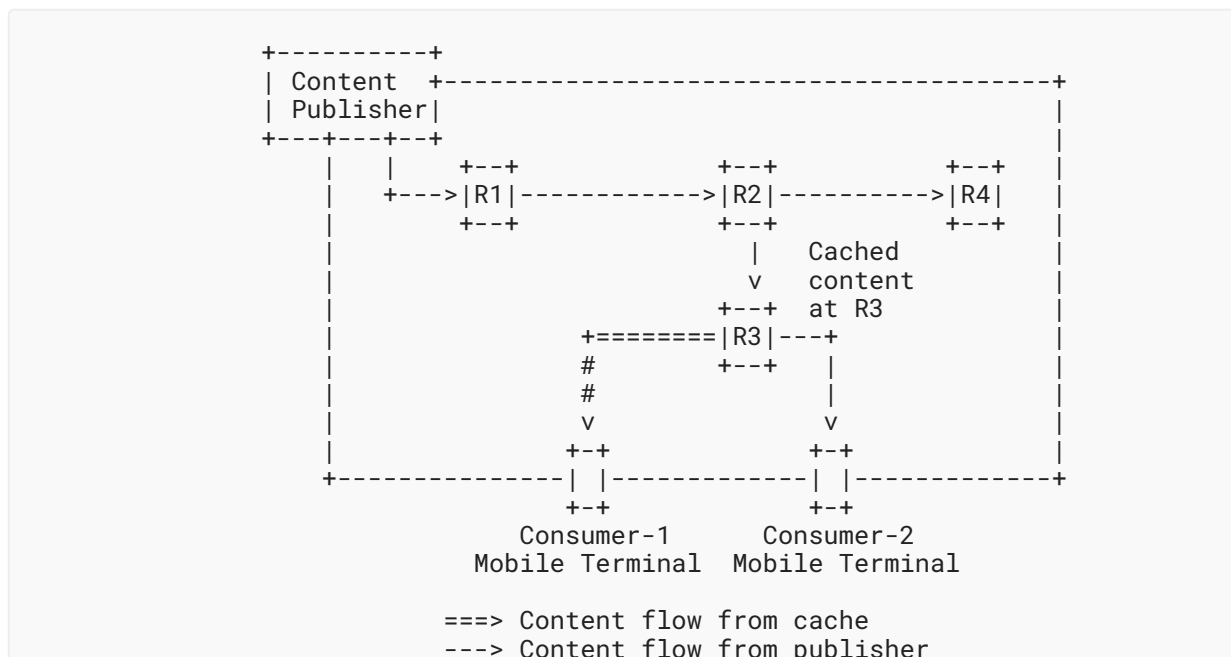 +----------+
| Content  +-----------------------------------------+
| Publisher|                                         |
+---+---+--+                                         |
    |   |    +--+             +--+           +--+    |
    |   +--->|R1|------------>|R2|---------->|R4|    |
    |        +--+             +--+           +--+    |
    |                           |   Cached           |
    |                           v   content          |
    |                         +--+  at R3            |
    |                +========|R3|---+               |
    |                #        +--+   |               |
    |                #               |               |
    |                v               v               |
    |               +-+             +-+              |
    +---------------| |-------------| |-------------+
                    +-+             +-+
                 Consumer-1      Consumer-2
              Mobile Terminal  Mobile Terminal
            ===> Content flow from cache
            ---> Content flow from publisher